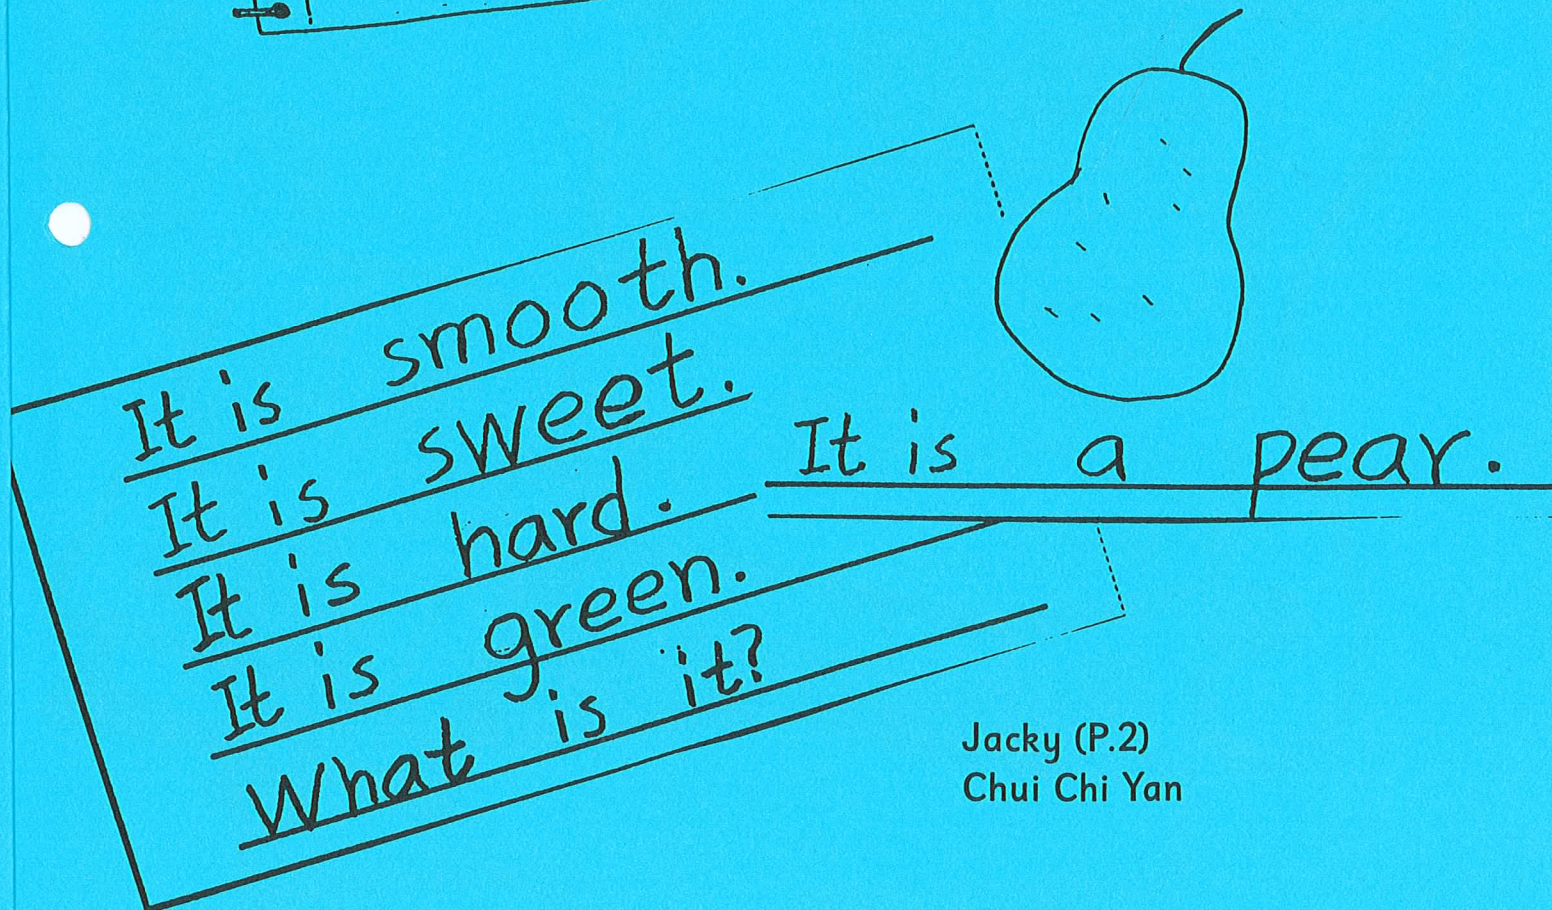 It is smooth.
It is sweet.
It is hard.
It is green.
What is it?
It is a pear.
Jacky (P.2)
Chui Chi Yan